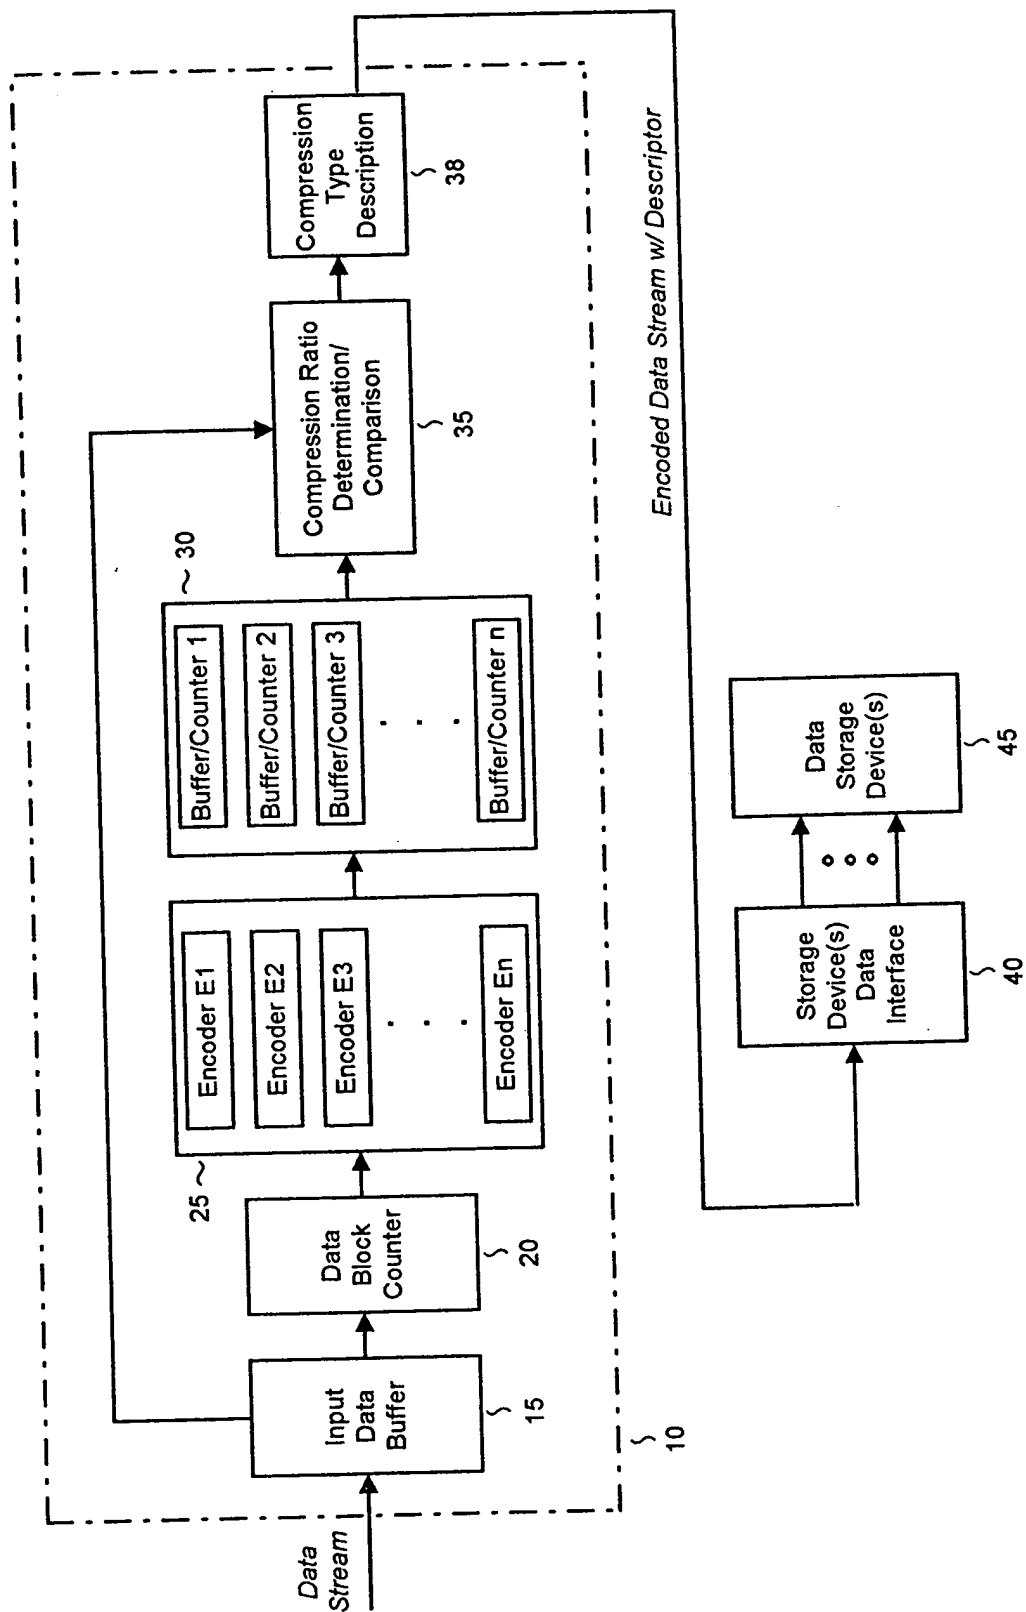 Data
Stream
Input
Data
Buffer
15
10
Data
Block
Counter
20
25
Encoder E1
Encoder E2
Encoder E3
. . .
Encoder En
30
Buffer/Counter 1
Buffer/Counter 2
Buffer/Counter 3
. . .
Buffer/Counter n
Compression Ratio
Determination/
Comparison
35
Compression
Type
Description
38
Encoded Data Stream w/ Descriptor
Storage
Device(s)
Data
Interface
40
Data
Storage
Device(s)
45